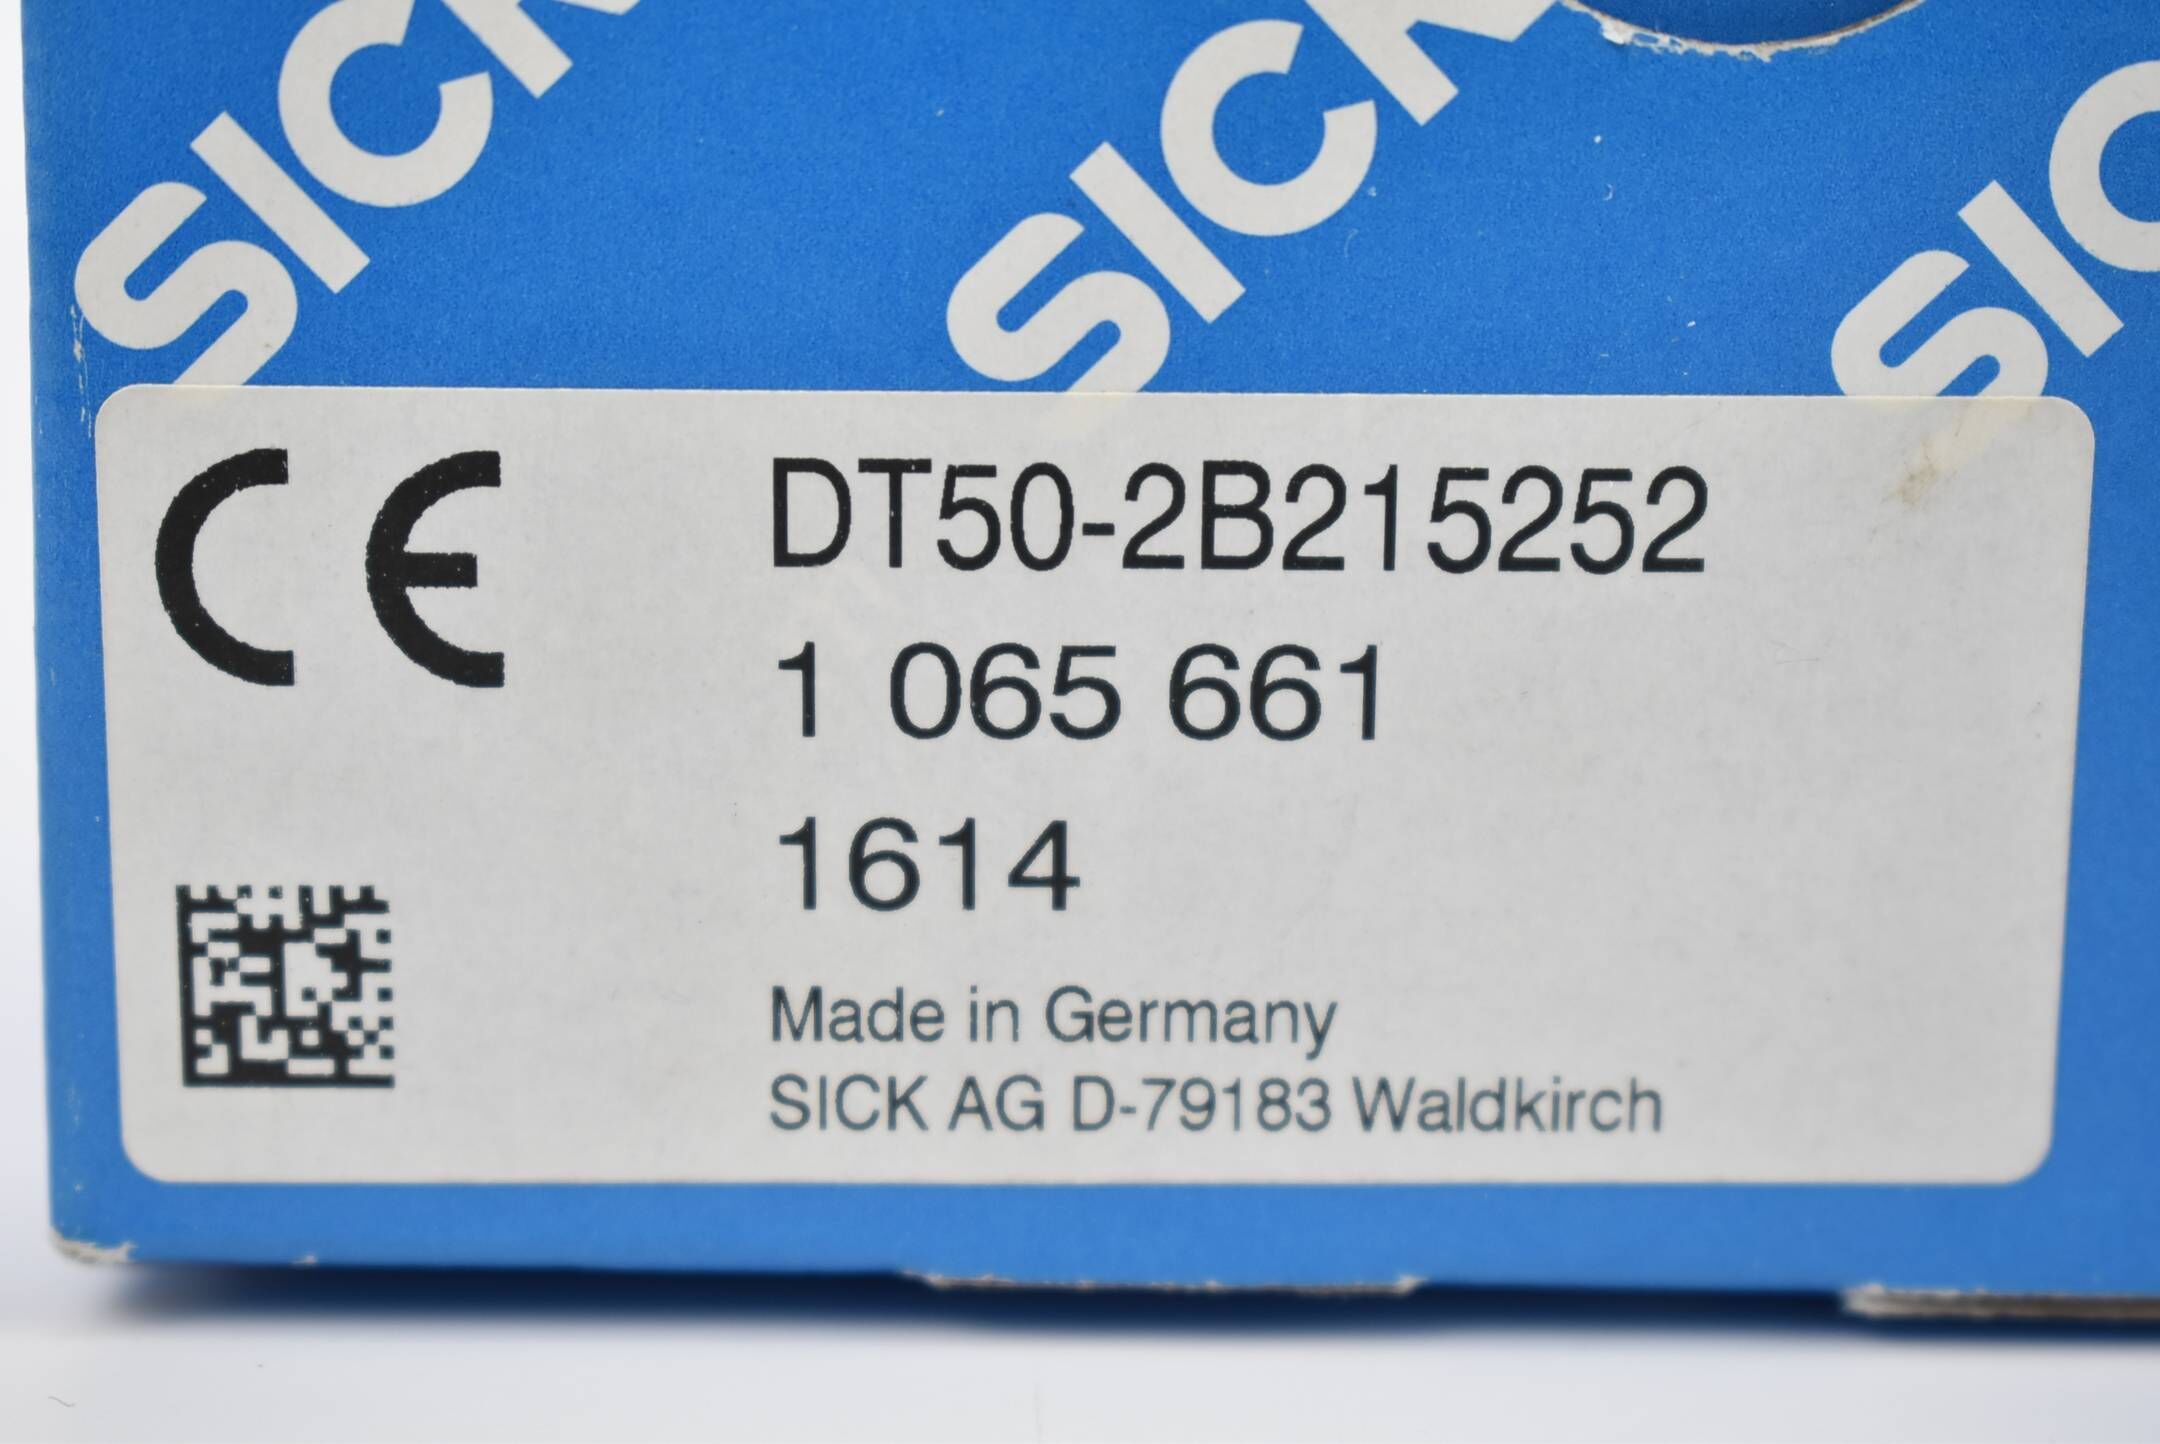 SICK SICK SIC
CE
DT50-2B215252
1 065 661
1614
Made in Germany
SICK AG D-79183 Waldkirch